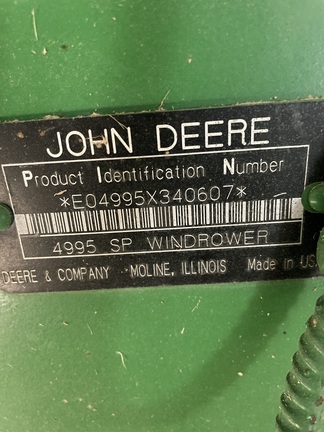 JOHN DEERE
Product Identification Number
*E04995X340607*
4995 SP WINDROWER
DEERE & COMPANY MOLINE, ILLINOIS Made in US